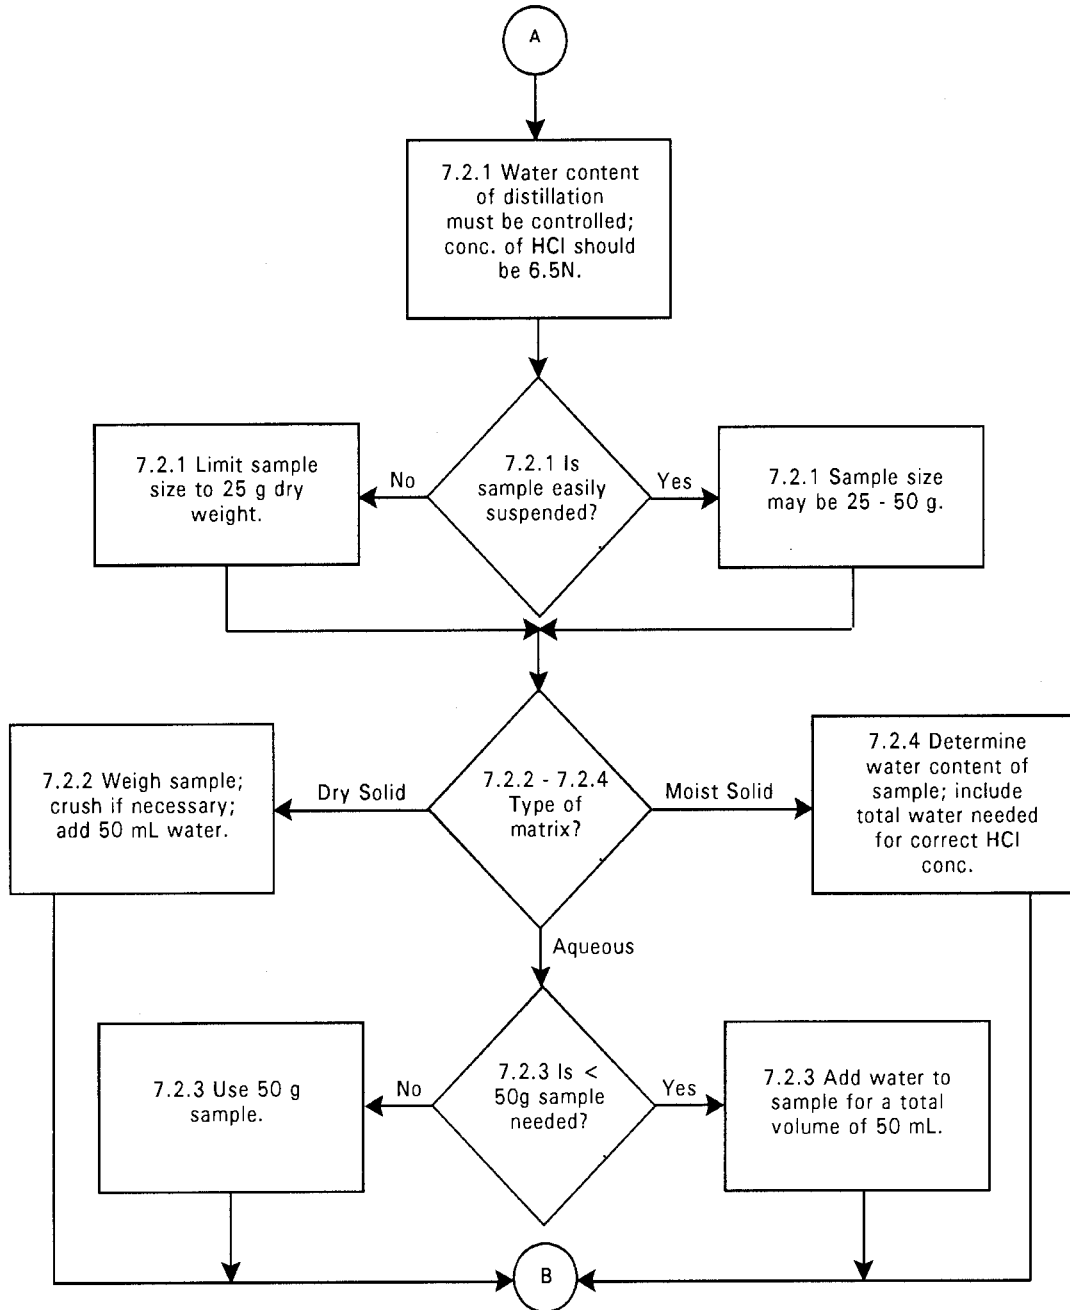 A
7.2.1 Water content
of distillation
must be controlled;
conc. of HCl should
be 6.5N.
7.2.1 Limit sample
size to 25 g dry
weight.
No
7.2.1 Is
sample easily
suspended?
Yes
7.2.1 Sample size
may be 25 - 50 g.
7.2.2 Weigh sample;
crush if necessary;
add 50 mL water.
Dry Solid
7.2.2 - 7.2.4
Type of
matrix?
Moist Solid
7.2.4 Determine
water content of
sample; include
total water needed
for correct HCl
conc.
Aqueous
7.2.3 Use 50 g
sample.
No
7.2.3 Is <
50g sample
needed?
Yes
7.2.3 Add water to
sample for a total
volume of 50 mL.
B